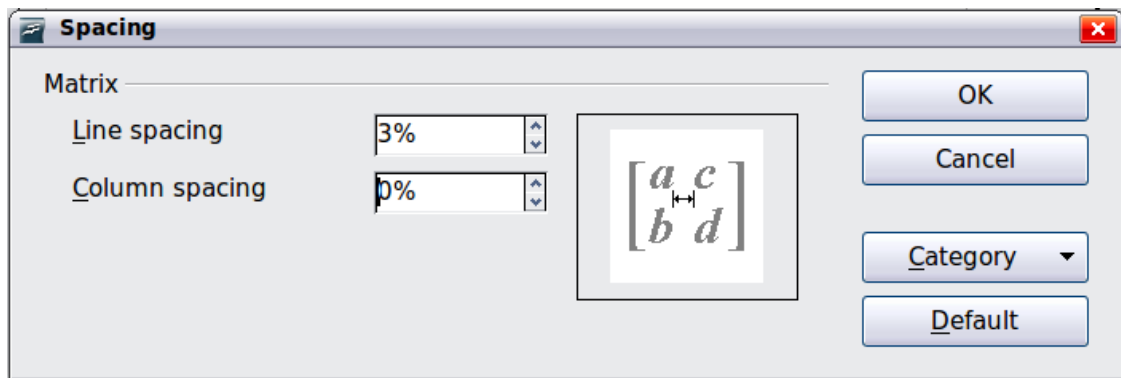 Spacing
Matrix
Line spacing
3%
Column spacing
0%
a c
b d
OK
Cancel
Category
Default